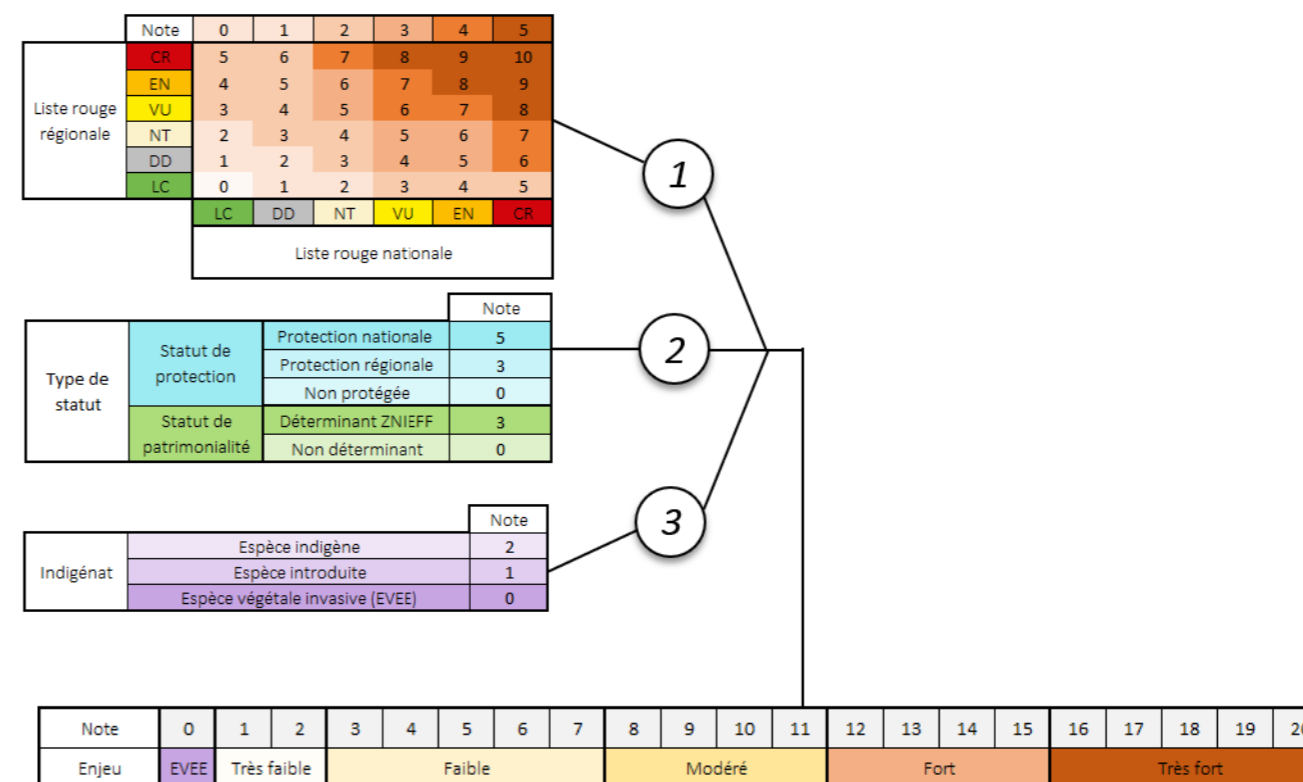 Note 0 1 2 3 4 5
CR 5 6 7 8 9 10
EN 4 5 6 7 8 9
Liste rouge régionale
VU 3 4 5 6 7 8
NT 2 3 4 5 6 7
DD 1 2 3 4 5 6
LC 0 1 2 3 4 5
LC DD NT VU EN CR
Liste rouge nationale
1
Note
Type de statut
Statut de protection
Protection nationale 5
Protection régionale 3
Non protégée 0
Statut de patrimonialité
Déterminant ZNIEFF 3
Non déterminant 0
2
Note
Indigénat
Espèce indigène 2
Espèce introduite 1
Espèce végétale invasive (EVEE) 0
3
Note 0 1 2 3 4 5 6 7 8 9 10 11 12 13 14 15 16 17 18 19
Enjeu EVEE Très faible Faible Modéré Fort Très fort